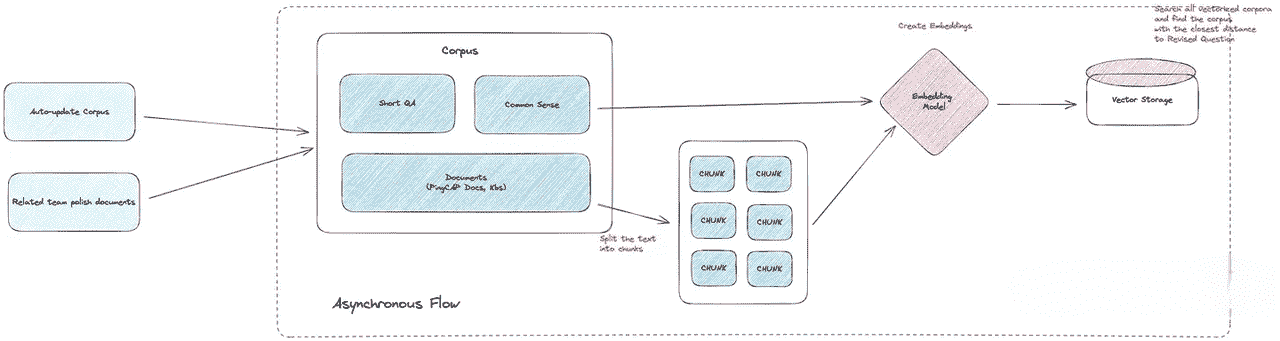 Search all vectorized corpora
and find the corpus
with the closest distance
to Revised Question
Create Embeddings
Corpus
Short QA
Common Sense
Embedding
Model
Vector Storage
Auto-update Corpus
Documents
(PingCAP Docs, Kbs)
Related team polish documents
CHUNK
CHUNK
CHUNK
CHUNK
CHUNK
CHUNK
Split the text
into chunks
Asynchronous Flow